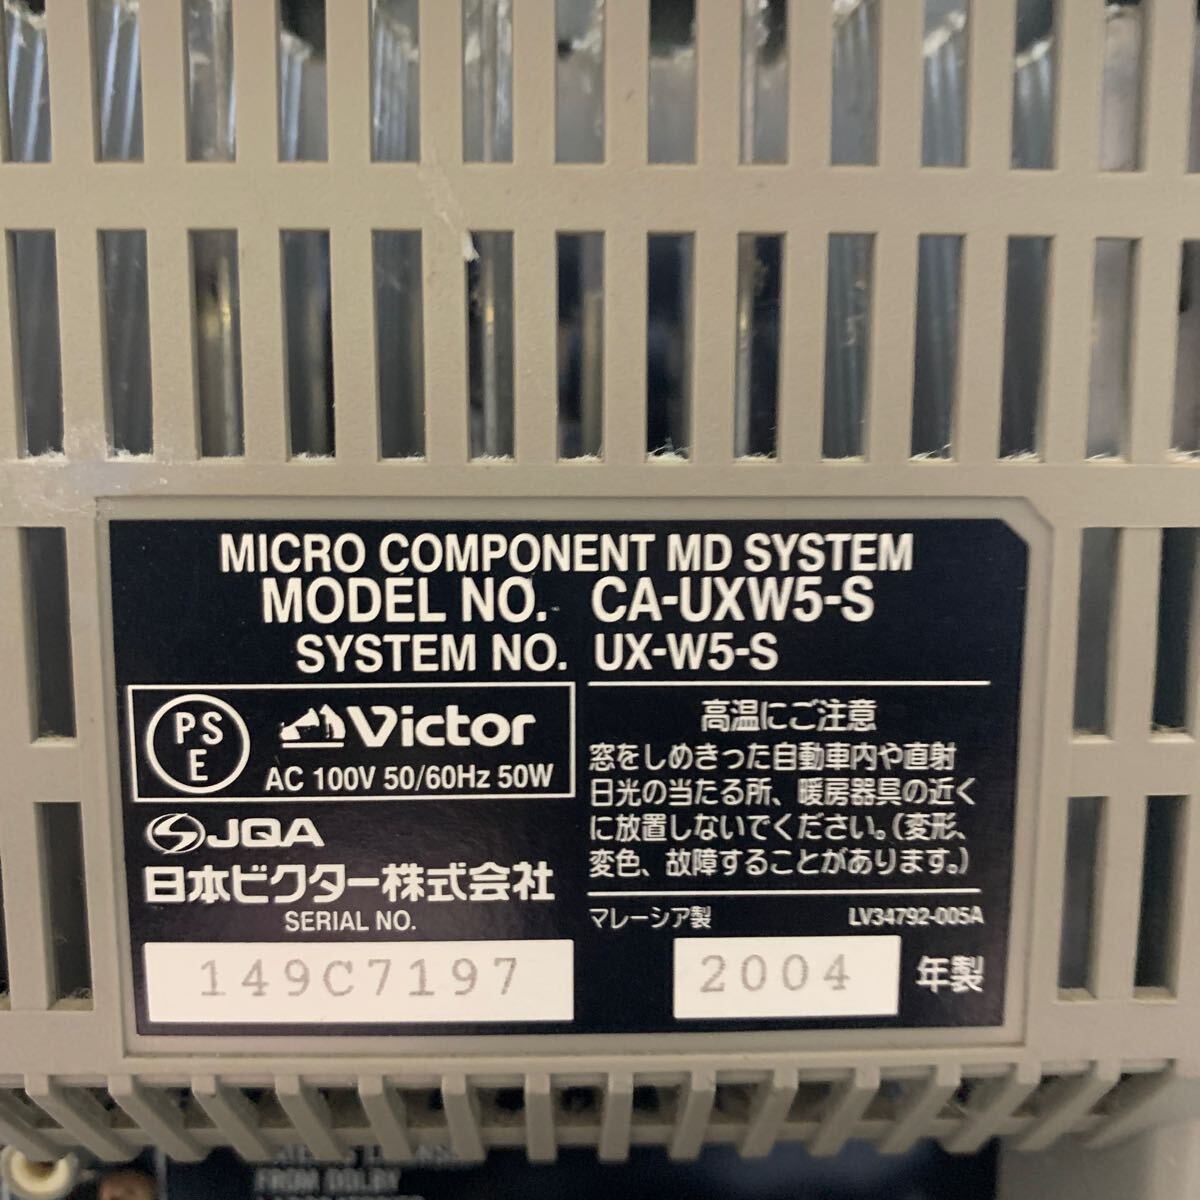 MICRO COMPONENT MD SYSTEM
MODEL NO. CA-UXW5-S
SYSTEM NO. UX-W5-S
PSE
Victor
AC 100V 50/60Hz 50W
JQA
日本ビクター株式会社
SERIAL NO.
149C7197
高温にご注意
窓をしめきった自動車内や直射
日光の当たる所、暖房器具の近く
に放置しないでください。(変形、
変色、故障することがあります。)
マレーシア製 LV34792-005A
2004 年製
FROM DOLBY